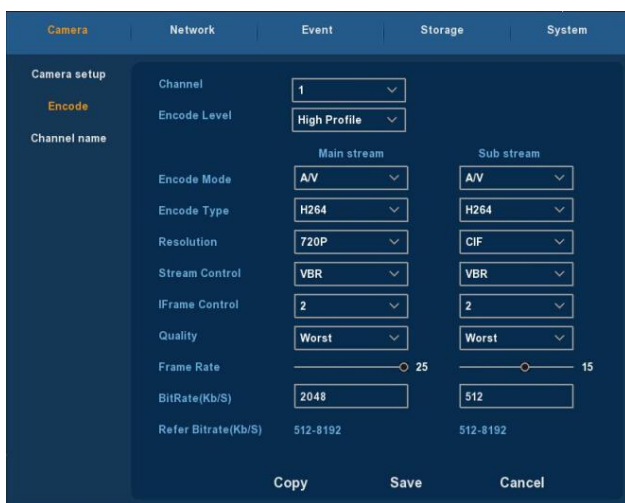 Camera Network Event Storage System
Camera setup
Encode
Channel name
Channel 1
Encode Level High Profile
Main stream Sub stream
Encode Mode A/V A/V
Encode Type H264 H264
Resolution 720P CIF
Stream Control VBR VBR
IFrame Control 2 2
Quality Worst Worst
Frame Rate 25 15
BitRate(Kb/S) 2048 512
Refer Bitrate(Kb/S) 512-8192 512-8192
Copy Save Cancel